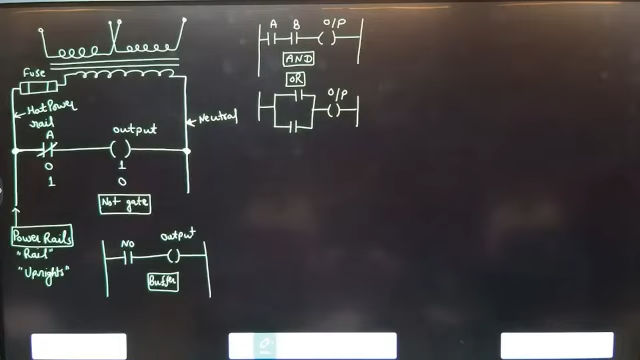 Fuse
Hot Power
rail
Neutral
A
output
0 1
1 0
Not gate
Power Rails
"Rail"
"Uprights"
NO
output
Buffer
A B O/P
AND
OR
O/P